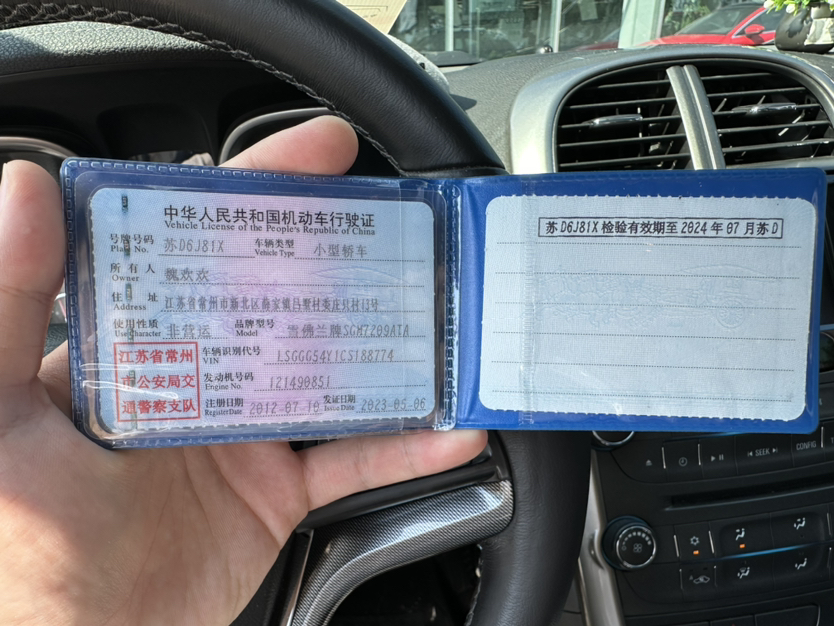 中华人民共和国机动车行驶证
Vehicle License of the People's Republic of China
号牌号码 苏D6J81X 车辆类型 小型轿车
Plate No. Vehicle Type
所有人 魏欢欢
Owner
住址 江苏省常州市新北区薛家镇吕墅村
Address
使用性质 非营运 品牌型号 雪佛兰牌SGM7209ATA
Use Character Model
江苏省常州
市公安局交
通警察支队
车辆识别代号 LSGGG54Y1CS188774
VIN
发动机号码 121490851
Engine No.
注册日期 2012-07-10 发证日期 2023-05-06
Register Date Issue Date
苏D6J81X 检验有效期至 2024年07月苏D
SEEK
CONFIG